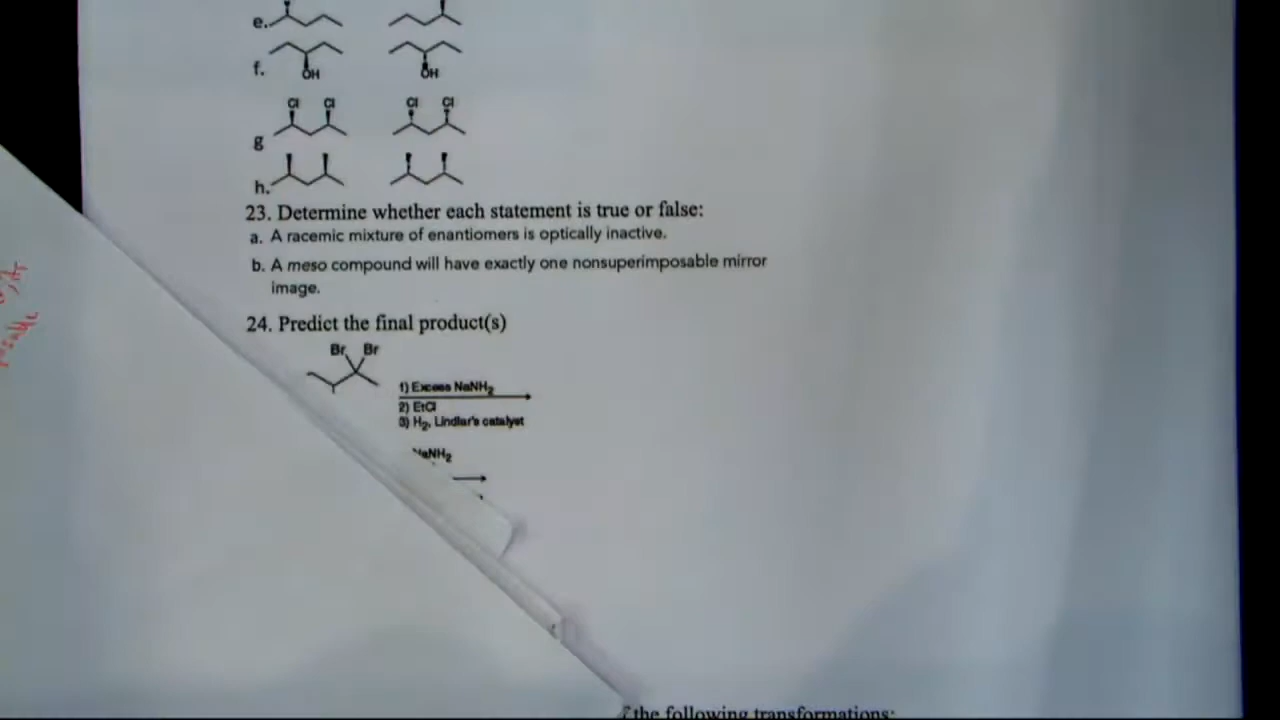 e.
f.
OH OH
Cl Cl Cl Cl
g
h.
23. Determine whether each statement is true or false:
a. A racemic mixture of enantiomers is optically inactive.
b. A meso compound will have exactly one nonsuperimposable mirror
image.
24. Predict the final product(s)
Br Br
1) Excess NaNH2
2) EtCl
3) H2, Lindlar's catalyst
NaNH2
the following transformations: